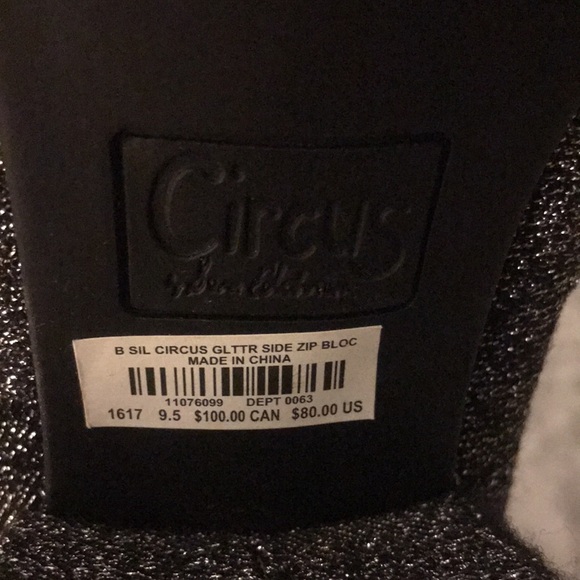 Circus
B SIL CIRCUS GLTTR SIDE ZIP BLOC
MADE IN CHINA
11076099 DEPT 0063
1617 9.5 $100.00 CAN $80.00 US